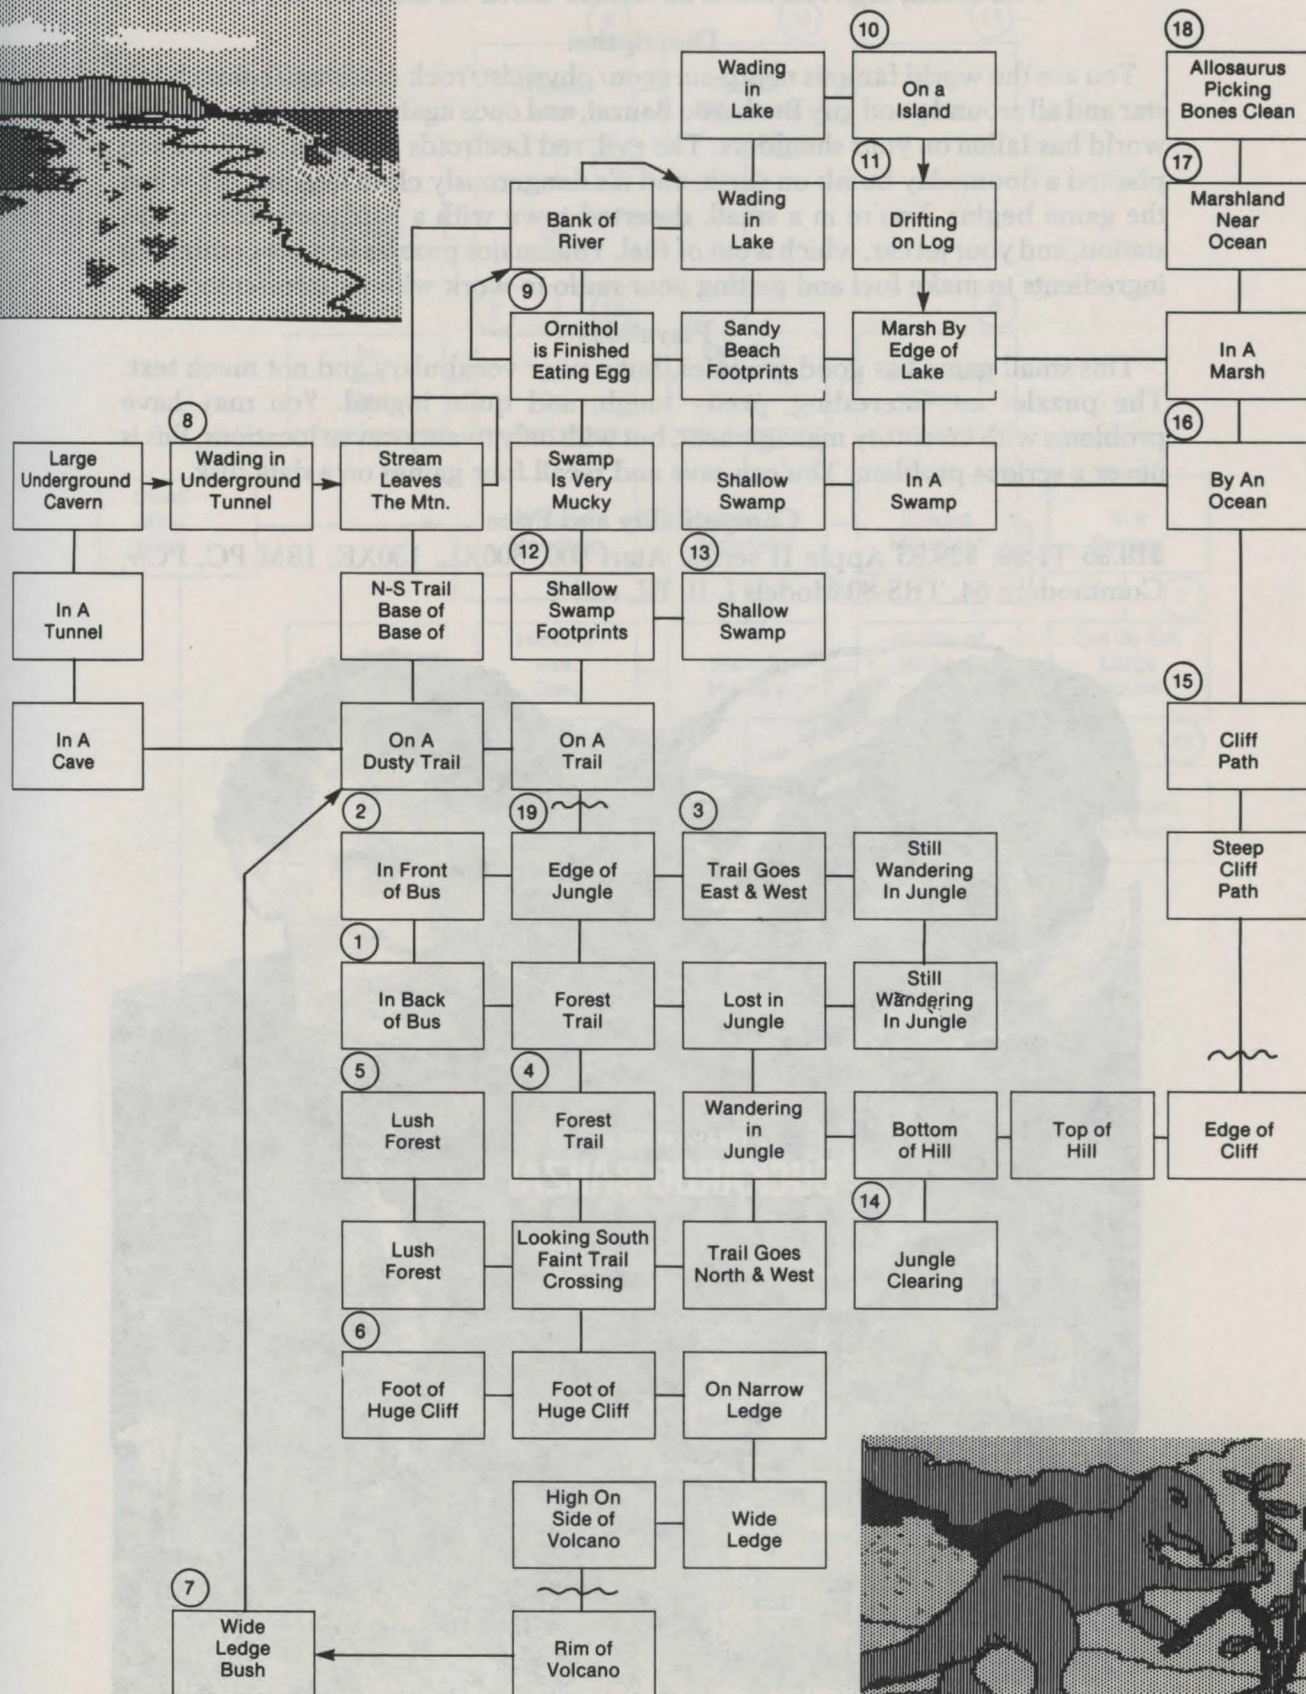 10
18
Wading
in
Lake
On a
Island
Allosaurus
Picking
Bones Clean
11
17
Bank of
River
Wading
in
Lake
Drifting
on Log
Marshland
Near
Ocean
9
Ornithol
is Finished
Eating Egg
Sandy
Beach
Footprints
Marsh By
Edge of
Lake
In A
Marsh
8
16
Large
Underground
Cavern
Wading in
Underground
Tunnel
Stream
Leaves
The Mtn.
Swamp
Is Very
Mucky
Shallow
Swamp
In A
Swamp
By An
Ocean
12
13
In A
Tunnel
N-S Trail
Base of
Base of
Shallow
Swamp
Footprints
Shallow
Swamp
15
In A
Cave
On A
Dusty Trail
On A
Trail
Cliff
Path
2
19
3
In Front
of Bus
Edge of
Jungle
Trail Goes
East & West
Still
Wandering
In Jungle
Steep
Cliff
Path
1
In Back
of Bus
Forest
Trail
Lost in
Jungle
Still
Wandering
In Jungle
5
4
Lush
Forest
Forest
Trail
Wandering
in
Jungle
Bottom
of Hill
Top of
Hill
Edge of
Cliff
14
Lush
Forest
Looking South
Faint Trail
Crossing
Trail Goes
North & West
Jungle
Clearing
6
Foot of
Huge Cliff
Foot of
Huge Cliff
On Narrow
Ledge
High On
Side of
Volcano
Wide
Ledge
7
Wide
Ledge
Bush
Rim of
Volcano